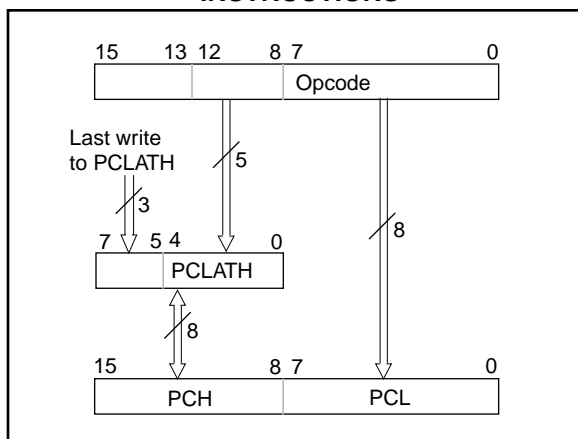 INSTRUCTIONS
15 13 12 8 7 0
Opcode
Last write
to PCLATH
5
3
8
7 5 4 0
PCLATH
8
15 8 7 0
PCH PCL